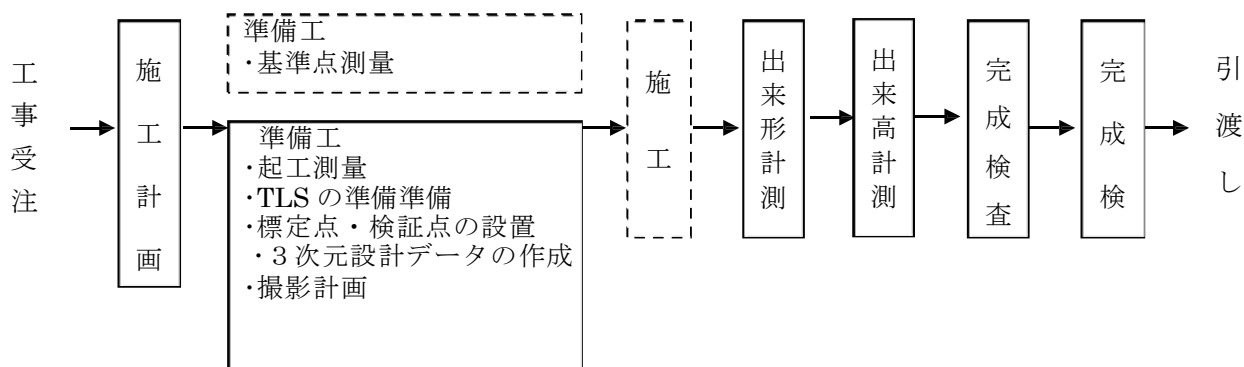 工事受注
施工計画
準備工
・基準点測量
準備工
・起工測量
・TLSの準備準備
・標定点・検証点の設置
・3次元設計データの作成
・撮影計画
施工
出来形計測
出来高計測
完成検査
完成検
引渡し